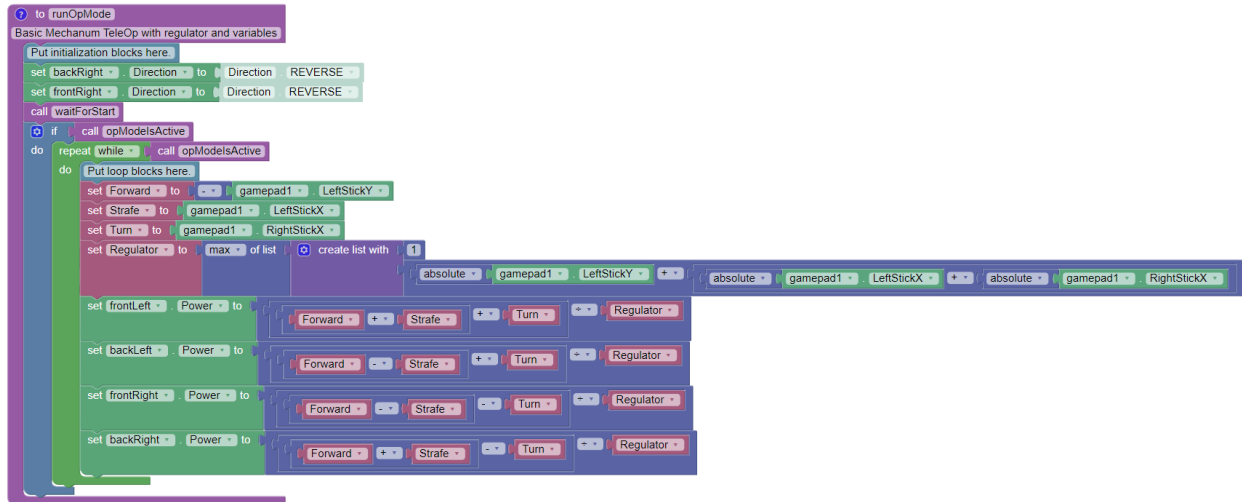 ? to runOpMode
Basic Mechanum TeleOp with regulator and variables
Put initialization blocks here.
set backRight . Direction to Direction . REVERSE
set frontRight . Direction to Direction . REVERSE
call waitForStart
if call opModeIsActive
do repeat while call opModeIsActive
do Put loop blocks here.
set Forward to - gamepad1 . LeftStickY
set Strafe to gamepad1 . LeftStickX
set Turn to gamepad1 . RightStickX
set Regulator to max of list create list with 1
absolute gamepad1 . LeftStickY + absolute gamepad1 . LeftStickX + absolute gamepad1 . RightStickX
set frontLeft . Power to Forward + Strafe + Turn ÷ Regulator
set backLeft . Power to Forward - Strafe + Turn ÷ Regulator
set frontRight . Power to Forward - Strafe - Turn ÷ Regulator
set backRight . Power to Forward + Strafe - Turn ÷ Regulator